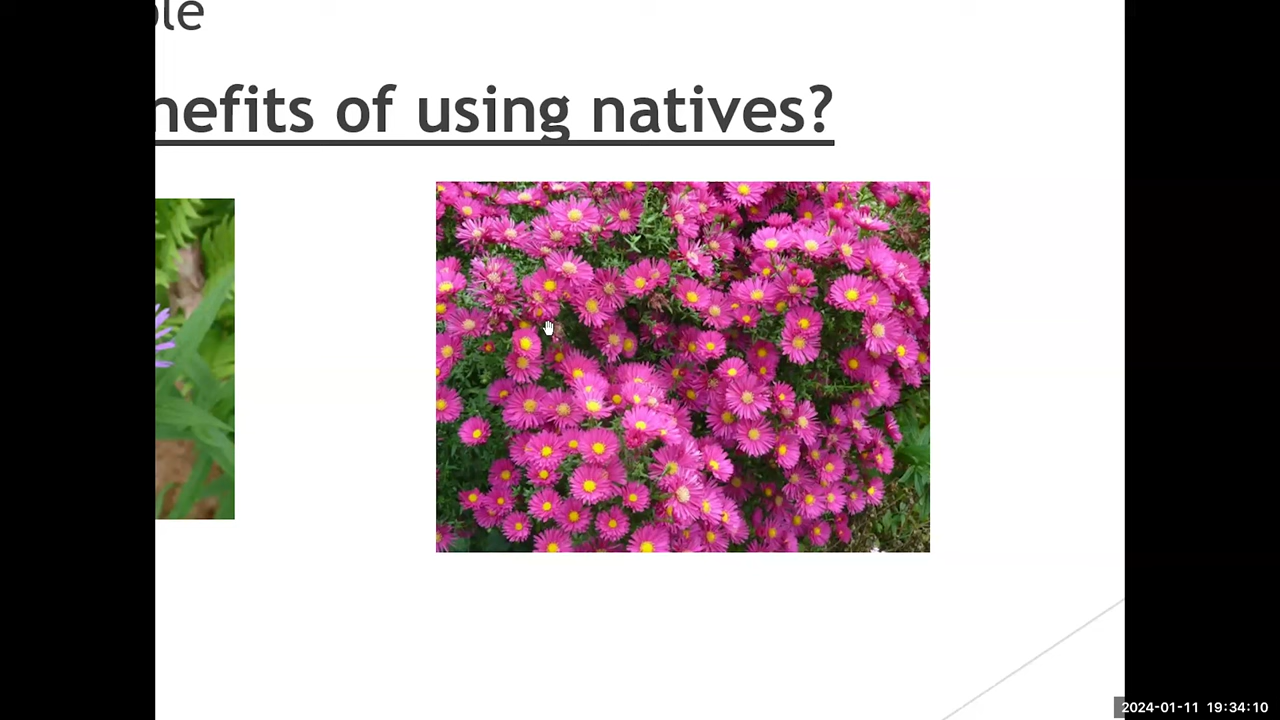 ole
nefits of using natives?
2024-01-11 19:34:10